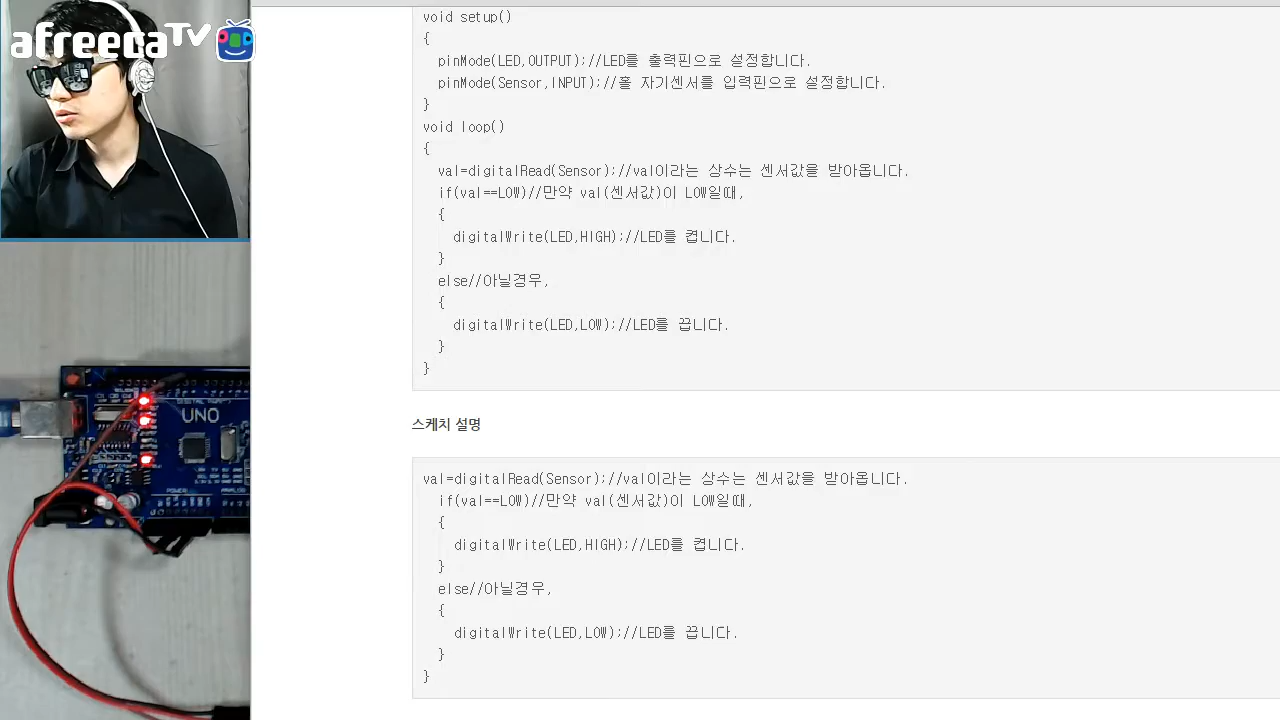 afreecaTV
void setup()
{
pinMode(LED,OUTPUT);//LED를 출력핀으로 설정합니다.
pinMode(Sensor,INPUT);//홀 자기센서를 입력핀으로 설정합니다.
}
void loop()
{
val=digitalRead(Sensor);//val이라는 상수는 센서값을 받아옵니다.
if(val==LOW)//만약 val(센서값)이 LOW일때,
{
digitalWrite(LED,HIGH);//LED를 켭니다.
}
else//아닐경우,
{
digitalWrite(LED,LOW);//LED를 끕니다.
}
}
스케치 설명
val=digitalRead(Sensor);//val이라는 상수는 센서값을 받아옵니다.
if(val==LOW)//만약 val(센서값)이 LOW일때,
{
digitalWrite(LED,HIGH);//LED를 켭니다.
}
else//아닐경우,
{
digitalWrite(LED,LOW);//LED를 끕니다.
}
}
UNO
POWER